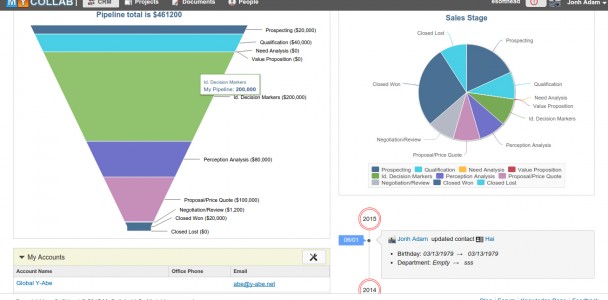 MY COLLAB
CRM
Projects
Documents
People
esofthead
Jonh Adam
Pipeline total is $461200
Prospecting ($20,000)
Qualification ($40,000)
Need Analysis ($0)
Value Proposition ($0)
Id. Decision Markers
My Pipeline: 200,000
Id. Decision Markers ($200,000)
Perception Analysis ($80,000)
Proposal/Price Quote ($100,000)
Negotiation/Review ($1,200)
Closed Won ($20,000)
Closed Lost ($0)
Sales Stage
Closed Lost
Prospecting
Closed Won
Qualification
Need Analysis
Value Proposition
Id. Decision Markers
Negotiation/Review
Perception Analysis
Proposal/Price Quote
Prospecting Qualification Need Analysis Value Proposition
Id. Decision Markers Perception Analysis Proposal/Price Quote
Negotiation/Review Closed Won Closed Lost
2015
08/01
Jonh Adam updated contact Hai
Birthday: 03/13/1979 → 03/13/1979
Department: Empty → sss
2014
My Accounts
Account Name Office Phone Email
Global Y-Abe abe@y-abe.net